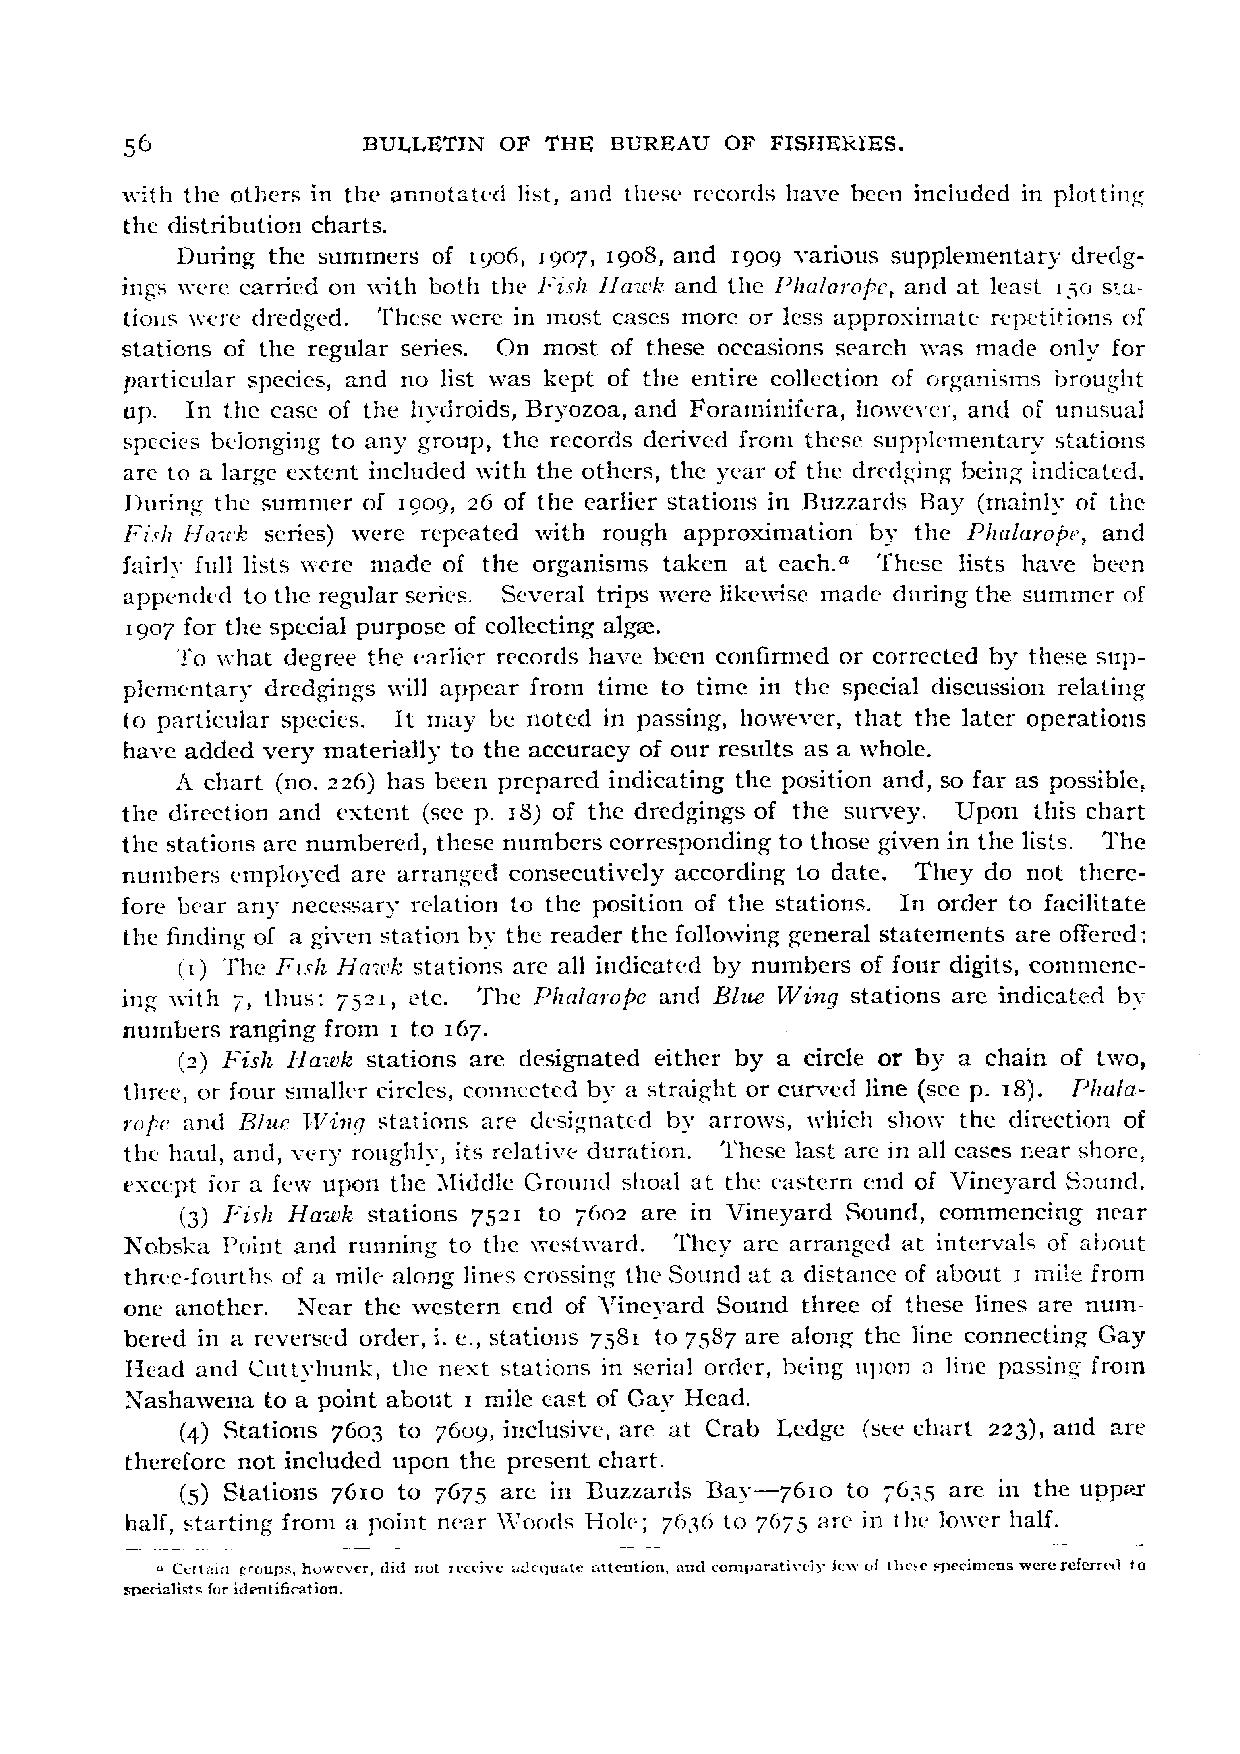 56 BULLETIN OF THE BUREAU OF FISHERIES.
with the others in the annotated list, and these records have been included in plotting
the distribution charts.
During the summers of 1906, 1907, 1908, and 1909 various supplementary dredg-
ings were carried on with both the Fish Hawk and the Phalarope, and at least 150 sta-
tions were dredged. These were in most cases more or less approximate repetitions of
stations of the regular series. On most of these occasions search was made only for
particular species, and no list was kept of the entire collection of organisms brought
up. In the case of the hydroids, Bryozoa, and Foraminifera, however, and of unusual
species belonging to any group, the records derived from these supplementary stations
are to a large extent included with the others, the year of the dredging being indicated.
During the summer of 1909, 26 of the earlier stations in Buzzards Bay (mainly of the
Fish Hawk series) were repeated with rough approximation by the Phalarope, and
fairly full lists were made of the organisms taken at each.a These lists have been
appended to the regular series. Several trips were likewise made during the summer of
1907 for the special purpose of collecting algæ.
To what degree the earlier records have been confirmed or corrected by these sup-
plementary dredgings will appear from time to time in the special discussion relating
to particular species. It may be noted in passing, however, that the later operations
have added very materially to the accuracy of our results as a whole.
A chart (no. 226) has been prepared indicating the position and, so far as possible,
the direction and extent (see p. 18) of the dredgings of the survey. Upon this chart
the stations are numbered, these numbers corresponding to those given in the lists. The
numbers employed are arranged consecutively according to date. They do not there-
fore bear any necessary relation to the position of the stations. In order to facilitate
the finding of a given station by the reader the following general statements are offered:
(1) The Fish Hawk stations are all indicated by numbers of four digits, commenc-
ing with 7, thus: 7521, etc. The Phalarope and Blue Wing stations are indicated by
numbers ranging from 1 to 167.
(2) Fish Hawk stations are designated either by a circle or by a chain of two,
three, or four smaller circles, connected by a straight or curved line (see p. 18). Phala-
rope and Blue Wing stations are designated by arrows, which show the direction of
the haul, and, very roughly, its relative duration. These last are in all cases near shore,
except for a few upon the Middle Ground shoal at the eastern end of Vineyard Sound.
(3) Fish Hawk stations 7521 to 7602 are in Vineyard Sound, commencing near
Nobska Point and running to the westward. They are arranged at intervals of about
three-fourths of a mile along lines crossing the Sound at a distance of about 1 mile from
one another. Near the western end of Vineyard Sound three of these lines are num-
bered in a reversed order, i. e., stations 7581 to 7587 are along the line connecting Gay
Head and Cuttyhunk, the next stations in serial order, being upon a line passing from
Nashawena to a point about 1 mile east of Gay Head.
(4) Stations 7603 to 7609, inclusive, are at Crab Ledge (see chart 223), and are
therefore not included upon the present chart.
(5) Stations 7610 to 7675 are in Buzzards Bay—7610 to 7635 are in the upper
half, starting from a point near Woods Hole; 7636 to 7675 are in the lower half.
a Certain groups, however, did not receive adequate attention, and comparatively few of these specimens were referred to
specialists for identification.